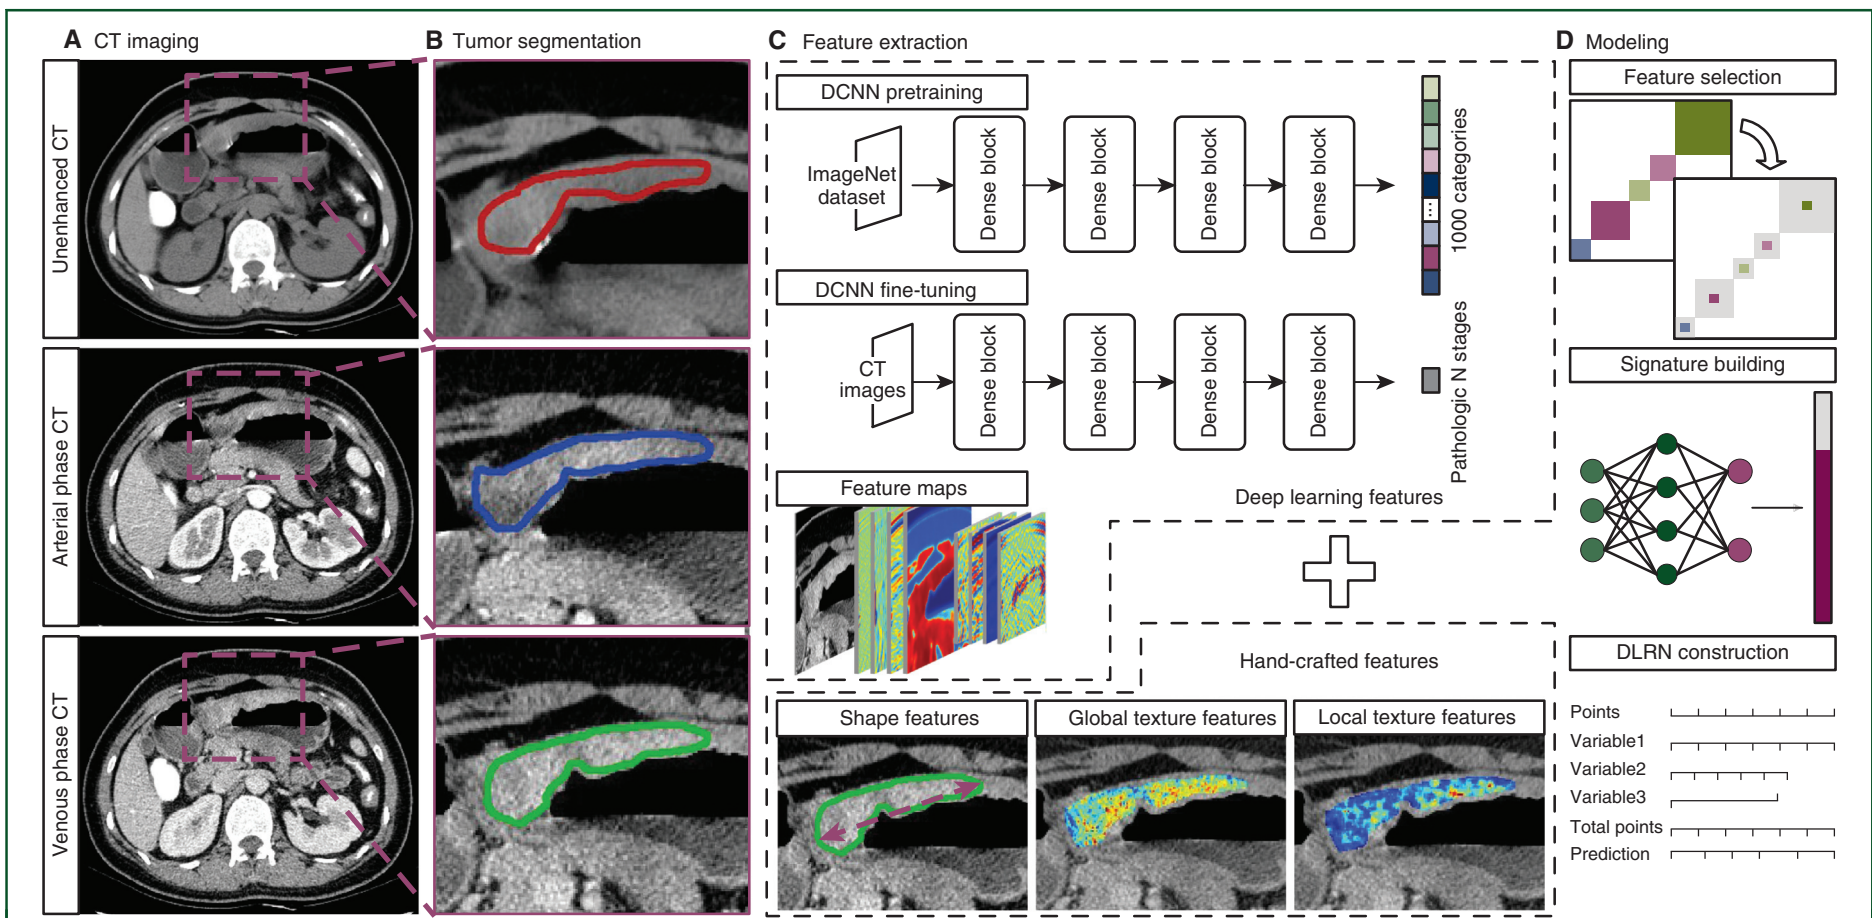 A CT imaging
Unenhanced CT
Arterial phase CT
Venous phase CT
B Tumor segmentation
C Feature extraction
DCNN pretraining
ImageNet
dataset
Dense block
Dense block
Dense block
Dense block
...
1000 categories
DCNN fine-tuning
CT
images
Dense block
Dense block
Dense block
Dense block
Pathologic N stages
Feature maps
Deep learning features
Hand-crafted features
Shape features
Global texture features
Local texture features
D Modeling
Feature selection
Signature building
DLRN construction
Points
Variable1
Variable2
Variable3
Total points
Prediction